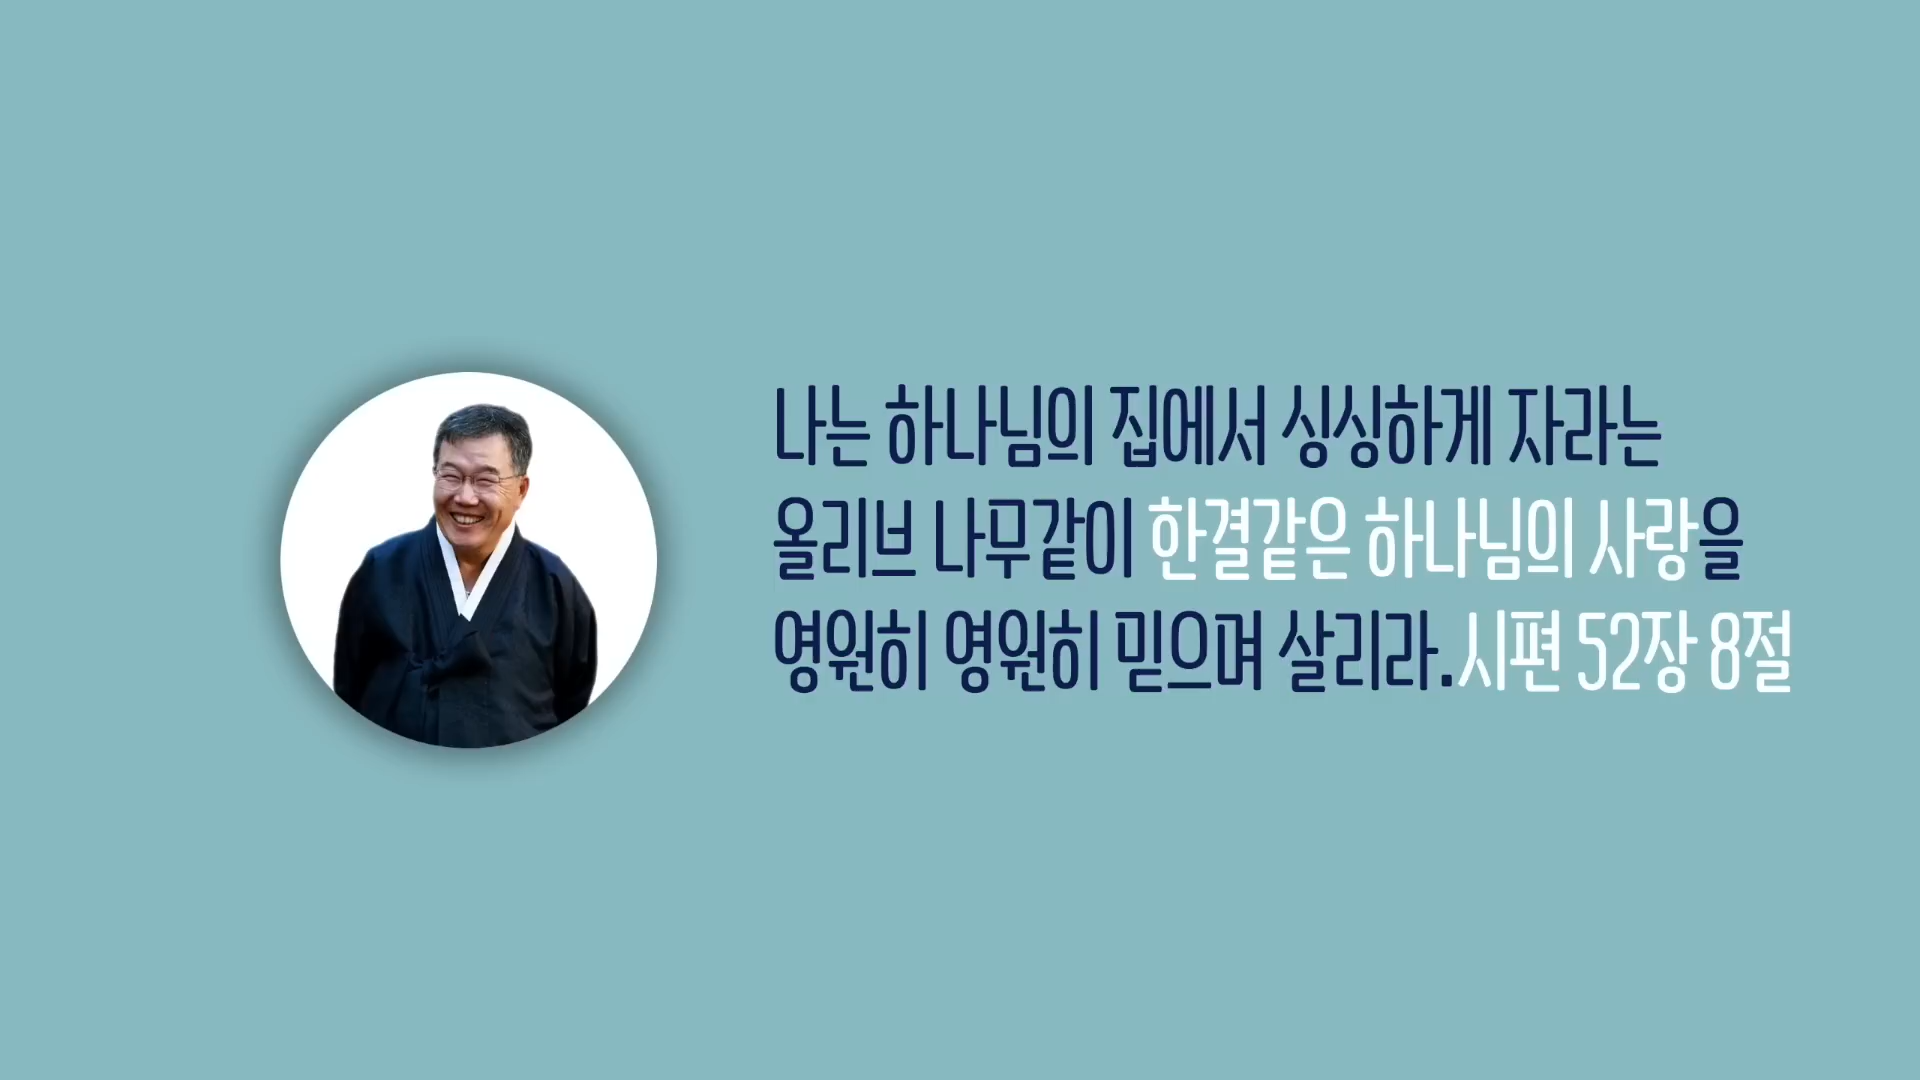 나는 하나님의 집에서 싱싱하게 자라는
올리브 나무같이 한결같은 하나님의 사랑을
영원히 영원히 믿으며 살리라.시편 52장 8절